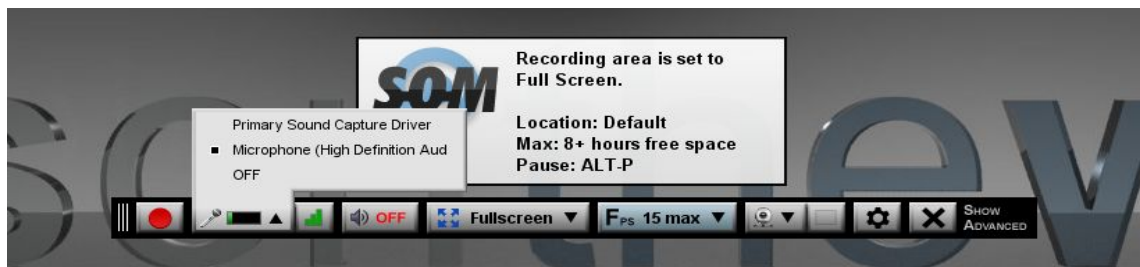 SOM
Recording area is set to
Full Screen.
Location: Default
Max: 8+ hours free space
Pause: ALT-P
Primary Sound Capture Driver
Microphone (High Definition Aud
OFF
OFF
Fullscreen
FPS 15 max
SHOW
ADVANCED